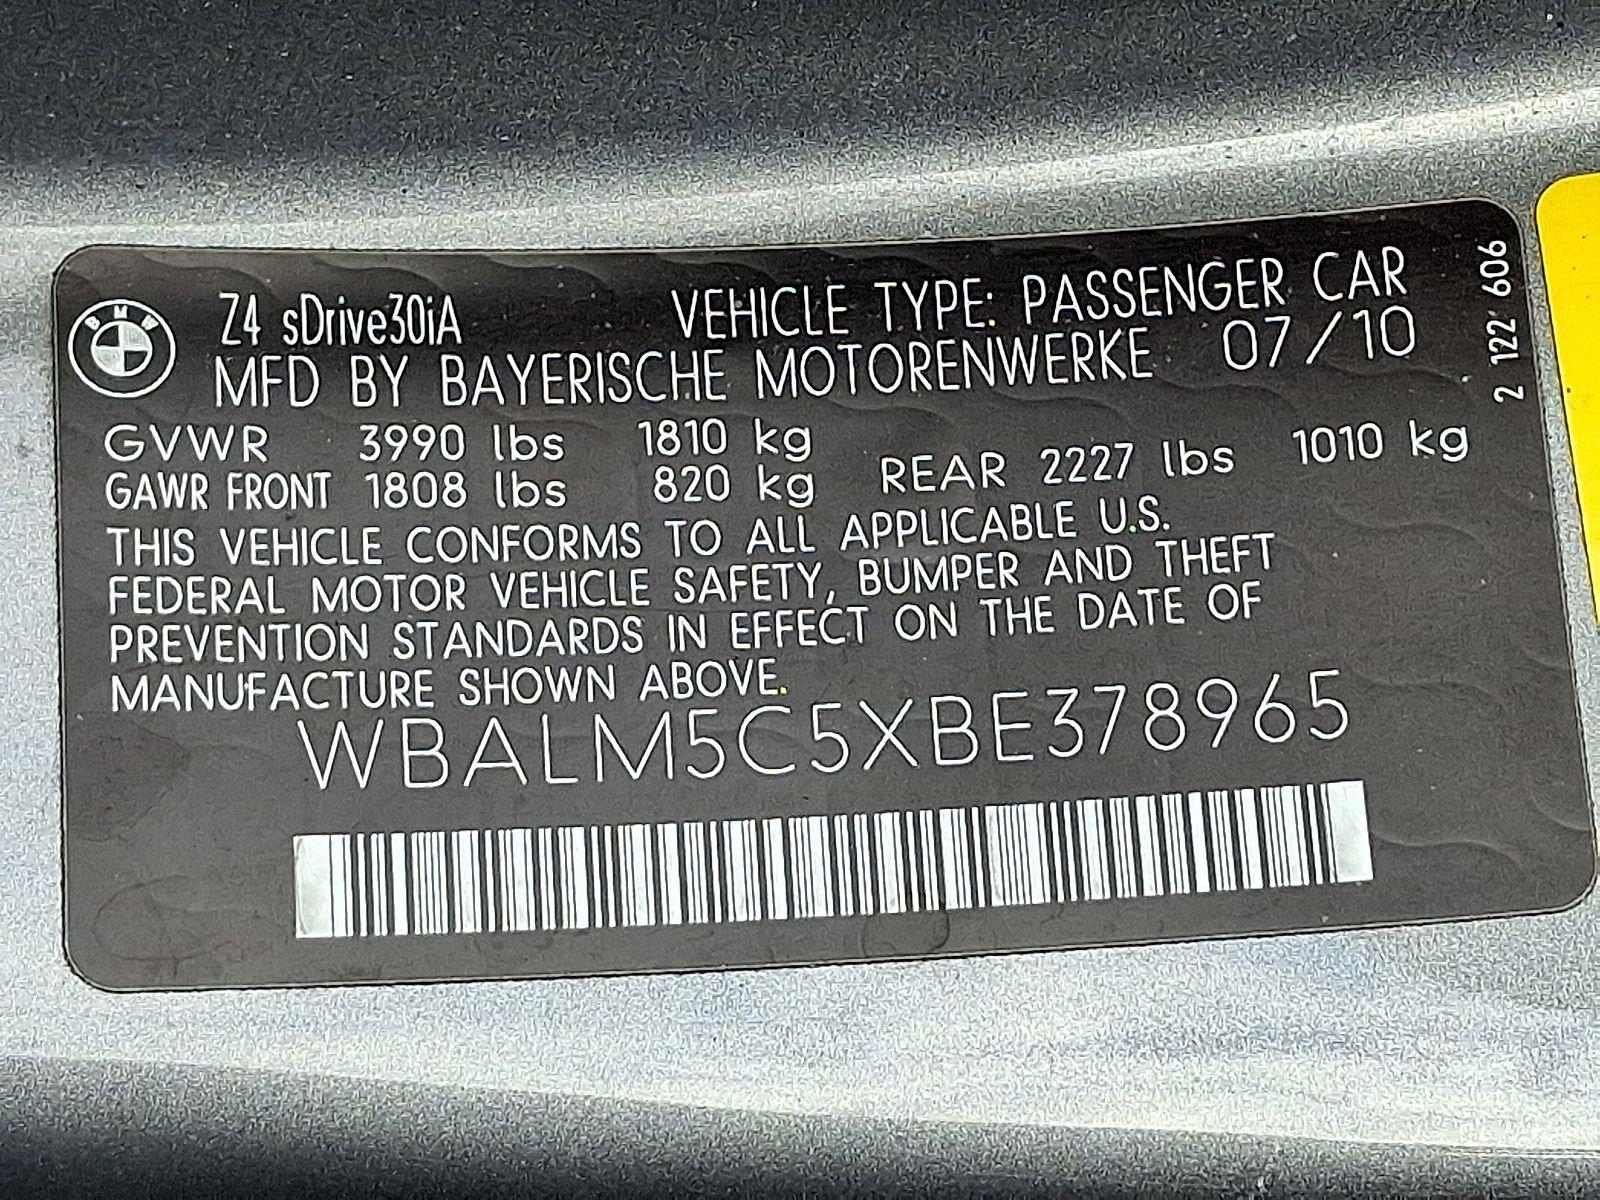 BMW
Z4 sDrive30iA VEHICLE TYPE: PASSENGER CAR
MFD BY BAYERISCHE MOTORENWERKE 07/10
GVWR 3990 lbs 1810 kg
GAWR FRONT 1808 lbs 820 kg REAR 2227 lbs 1010 kg
THIS VEHICLE CONFORMS TO ALL APPLICABLE U.S.
FEDERAL MOTOR VEHICLE SAFETY, BUMPER AND THEFT
PREVENTION STANDARDS IN EFFECT ON THE DATE OF
MANUFACTURE SHOWN ABOVE.
WBALM5C5XBE378965
2 122 606